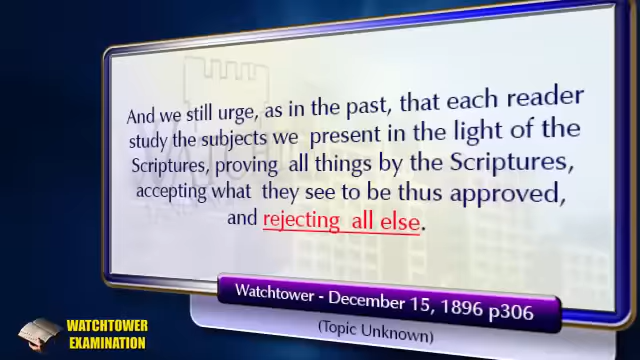 And we still urge, as in the past, that each reader
study the subjects we present in the light of the
Scriptures, proving all things by the Scriptures,
accepting what they see to be thus approved,
and rejecting all else.
Watchtower - December 15, 1896 p306
(Topic Unknown)
WATCHTOWER
EXAMINATION